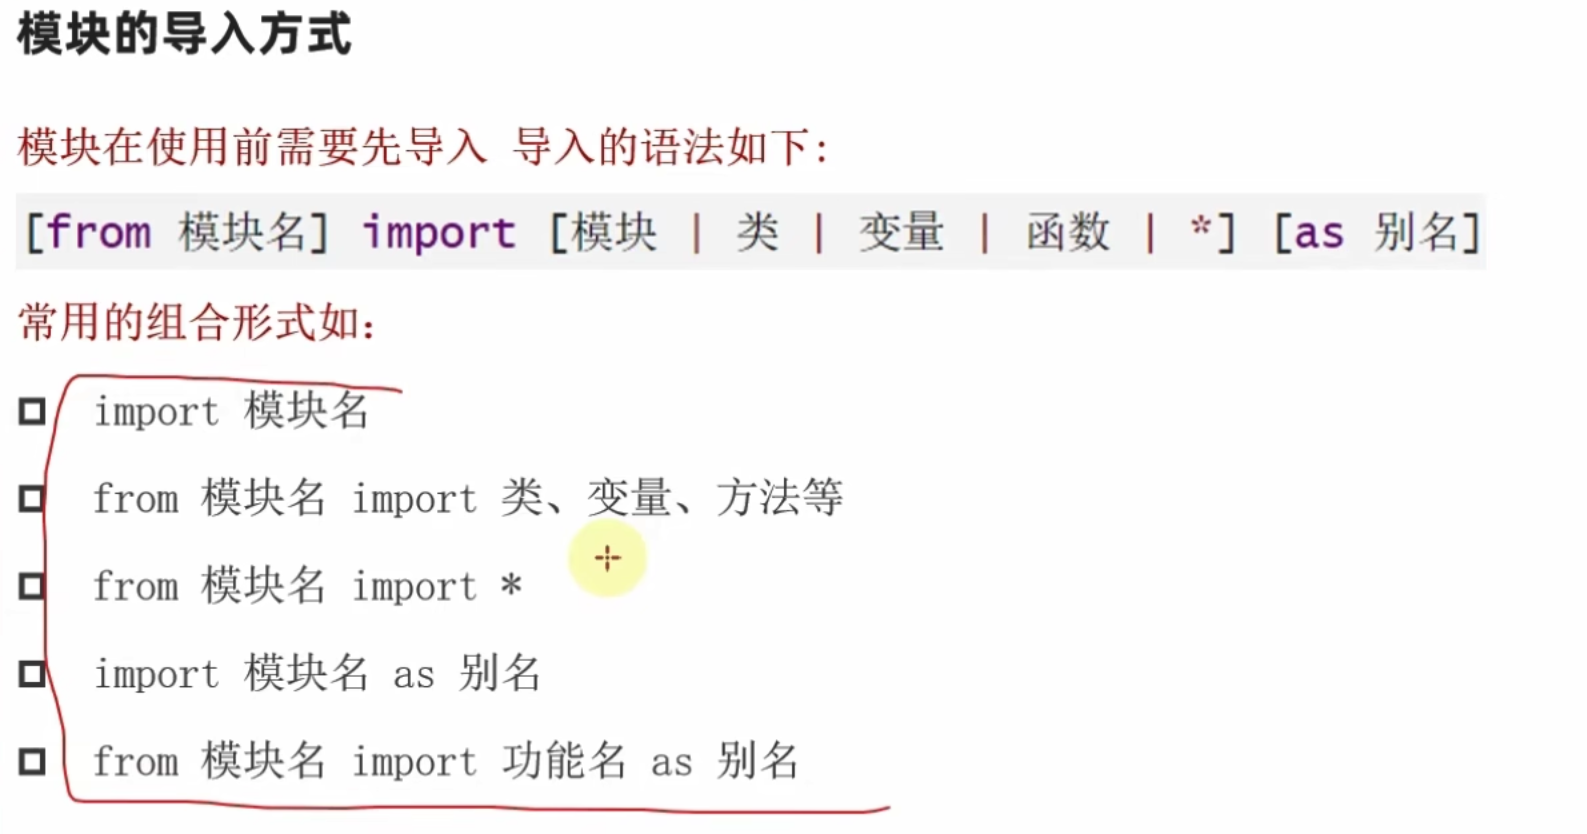 模块的导入方式
模块在使用前需要先导入 导入的语法如下:
[from 模块名] import [模块 | 类 | 变量 | 函数 | *] [as 别名]
常用的组合形式如:
import 模块名
from 模块名 import 类、变量、方法等
from 模块名 import *
import 模块名 as 别名
from 模块名 import 功能名 as 别名